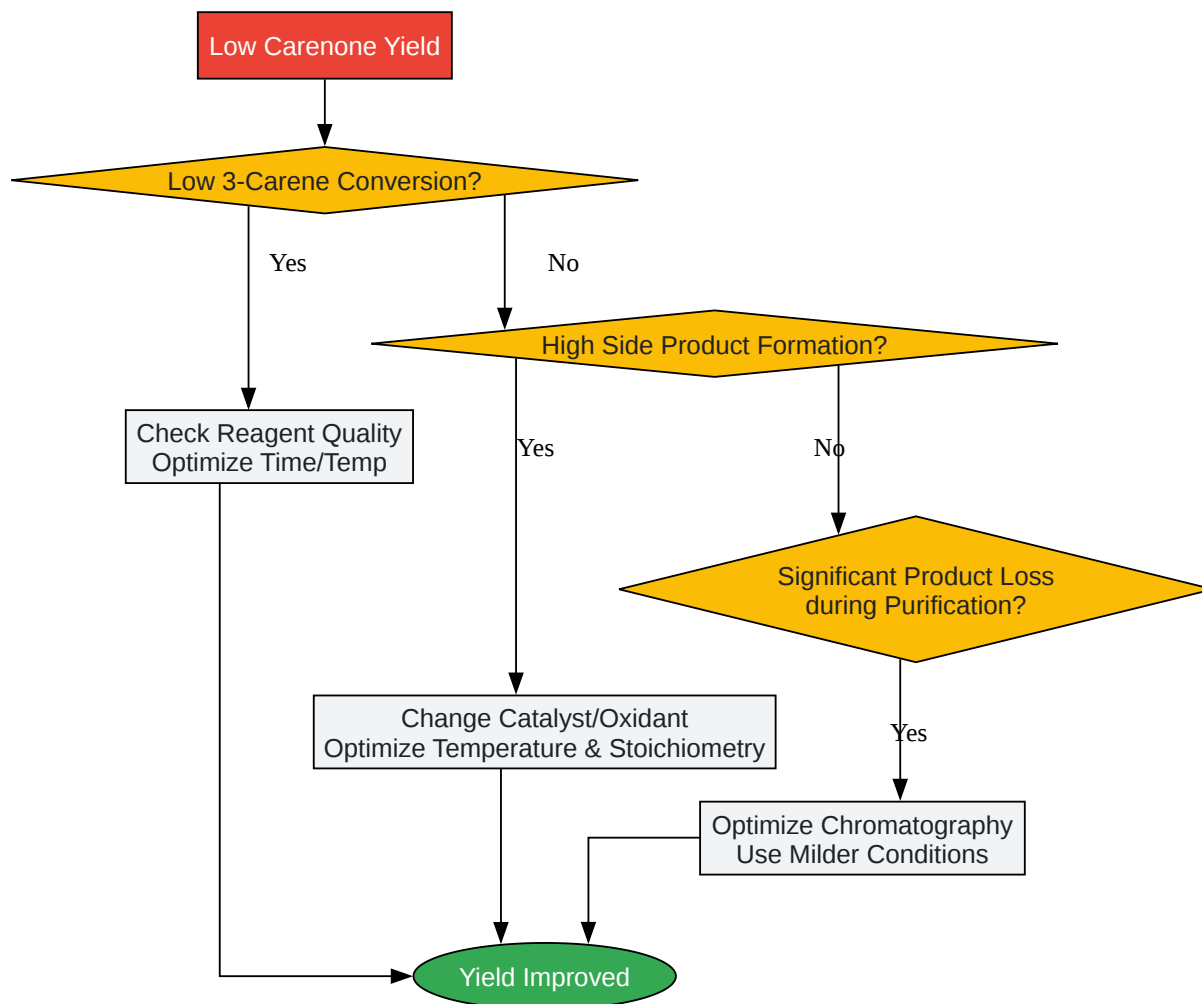 Low Carenone Yield
Low 3-Carene Conversion?
Yes
No
High Side Product Formation?
Check Reagent Quality
Optimize Time/Temp
Yes
No
Significant Product Loss
during Purification?
Change Catalyst/Oxidant
Optimize Temperature & Stoichiometry
Yes
Optimize Chromatography
Use Milder Conditions
Yield Improved